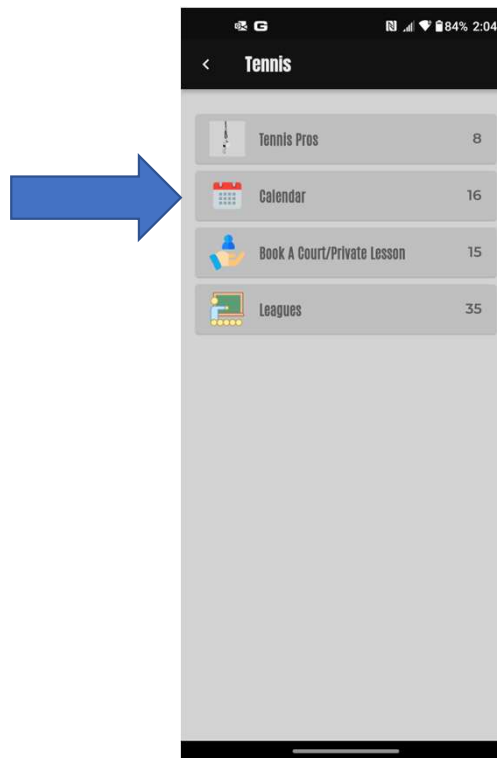 G 84% 2:04
Tennis
Tennis Pros 8
Calendar 16
Book A Court/Private Lesson 15
Leagues 35